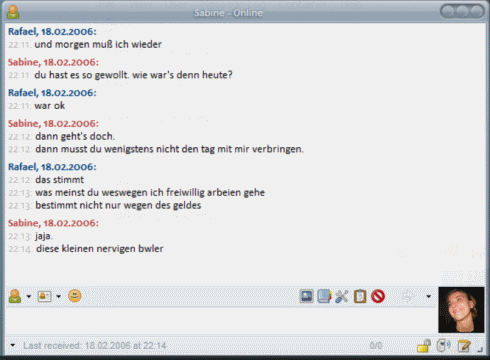 Sabine - Online
Rafael, 18.02.2006:
22:11: und morgen muß ich wieder
Sabine, 18.02.2006:
22:11: du hast es so gewollt. wie war's denn heute?
Rafael, 18.02.2006:
22:11: war ok
Sabine, 18.02.2006:
22:12: dann geht's doch.
22:12: dann musst du wenigstens nicht den tag mit mir verbringen.
Rafael, 18.02.2006:
22:12: das stimmt
22:13: was meinst du weswegen ich freiwillig arbeien gehe
22:13: bestimmt nicht nur wegen des geldes
Sabine, 18.02.2006:
22:13: jaja.
22:14: diese kleinen nervigen bwler
Last received: 18.02.2006 at 22:14
0/0